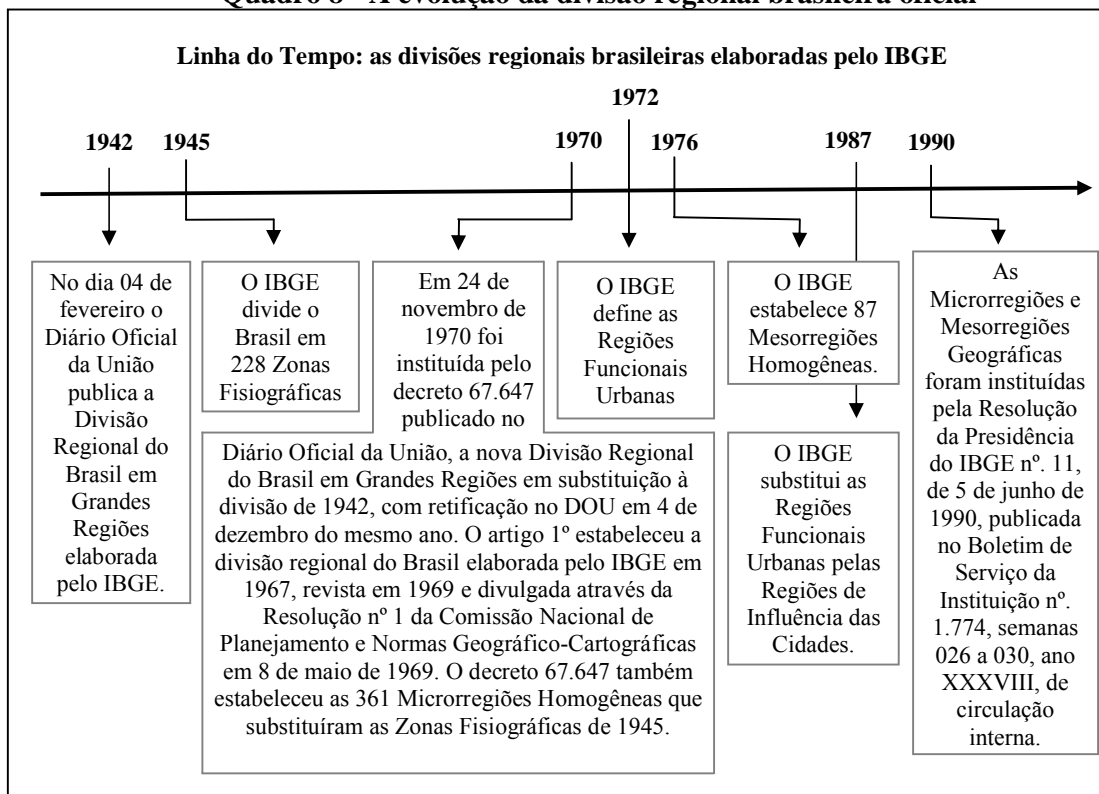 Quadro 8 - A evolução da divisão regional brasileira oficial
Linha do Tempo: as divisões regionais brasileiras elaboradas pelo IBGE
1942
1945
1970
1972
1976
1987
1990
No dia 04 de
fevereiro o
Diário Oficial
da União
publica a
Divisão
Regional do
Brasil em
Grandes
Regiões
elaborada
pelo IBGE.
O IBGE
divide o
Brasil em
228 Zonas
Fisiográficas
Em 24 de
novembro de
1970 foi
instituída pelo
decreto 67.647
publicado no
Diário Oficial da União, a nova Divisão Regional
do Brasil em Grandes Regiões em substituição à
divisão de 1942, com retificação no DOU em 4 de
dezembro do mesmo ano. O artigo 1º estabeleceu a
divisão regional do Brasil elaborada pelo IBGE em
1967, revista em 1969 e divulgada através da
Resolução nº 1 da Comissão Nacional de
Planejamento e Normas Geográfico-Cartográficas
em 8 de maio de 1969. O decreto 67.647 também
estabeleceu as 361 Microrregiões Homogêneas que
substituíram as Zonas Fisiográficas de 1945.
O IBGE
define as
Regiões
Funcionais
Urbanas
O IBGE
estabelece 87
Mesorregiões
Homogêneas.
O IBGE
substitui as
Regiões
Funcionais
Urbanas pelas
Regiões de
Influência das
Cidades.
As
Microrregiões e
Mesorregiões
Geográficas
foram instituídas
pela Resolução
da Presidência
do IBGE nº. 11,
de 5 de junho de
1990, publicada
no Boletim de
Serviço da
Instituição nº.
1.774, semanas
026 a 030, ano
XXXVIII, de
circulação
interna.